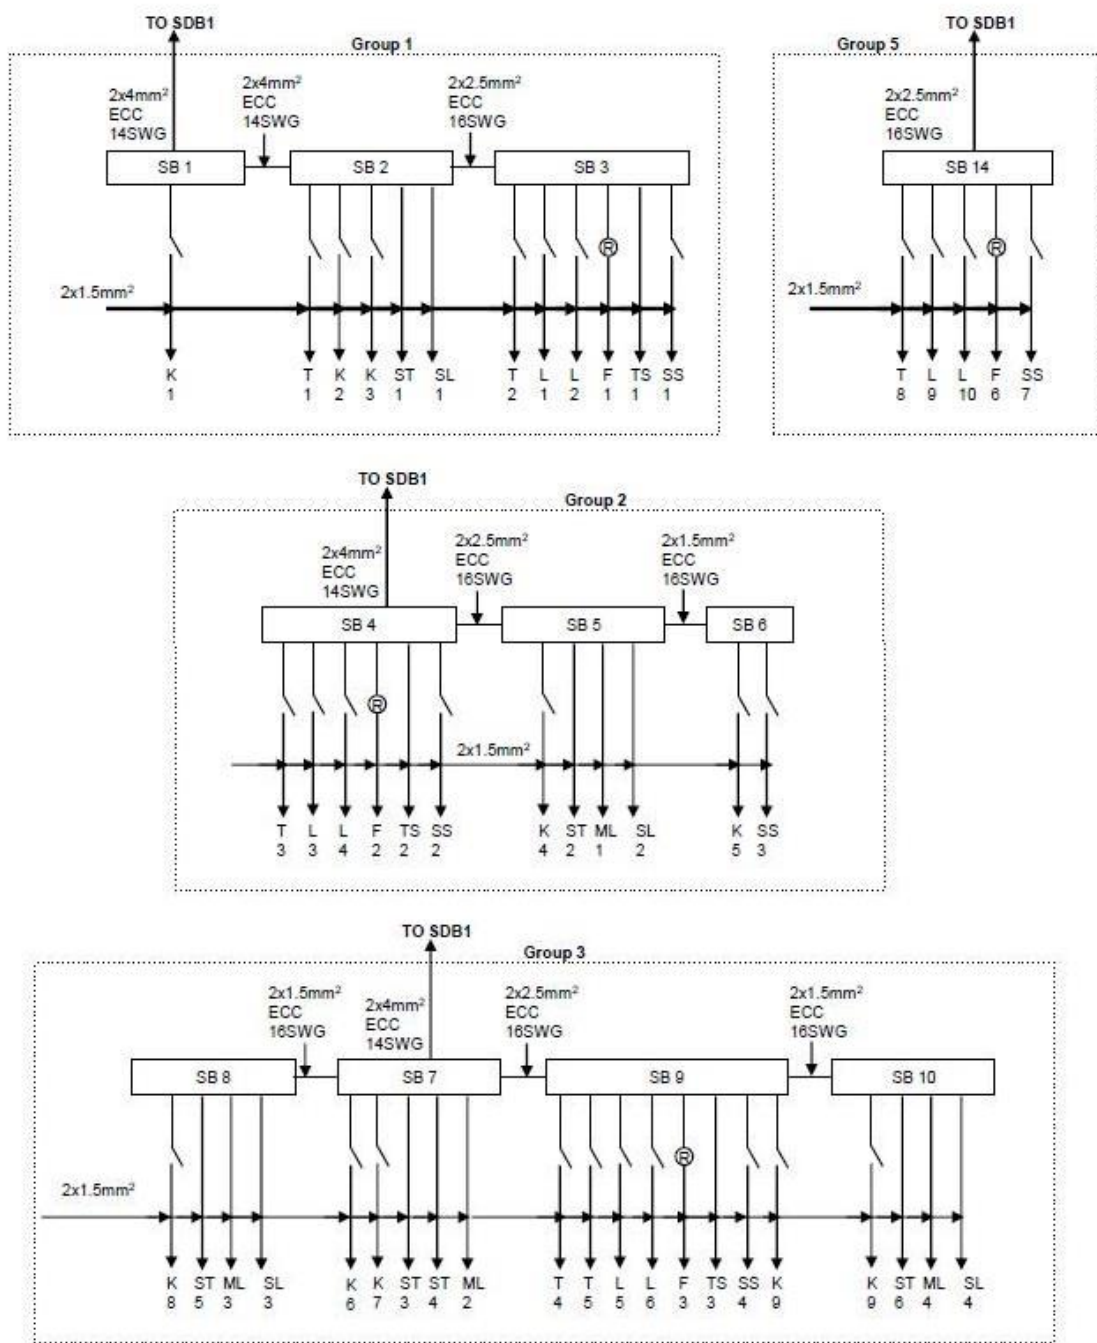 TO SDB1
Group 1
2x4mm²
ECC
14SWG
2x4mm²
ECC
14SWG
2x2.5mm²
ECC
16SWG
SB 1
SB 2
SB 3
2x1.5mm²
K T K K ST SL T L L F TS SS
1 1 2 3 1 1 2 1 2 1 1 1
R
TO SDB1
Group 5
2x2.5mm²
ECC
16SWG
SB 14
R
2x1.5mm²
T L L F SS
8 9 10 6 7
TO SDB1
Group 2
2x4mm²
ECC
14SWG
2x2.5mm²
ECC
16SWG
2x1.5mm²
ECC
16SWG
SB 4
SB 5
SB 6
R
2x1.5mm²
T L L F TS SS K ST ML SL K SS
3 3 4 2 2 2 4 2 1 2 5 3
TO SDB1
Group 3
2x1.5mm²
ECC
16SWG
2x4mm²
ECC
14SWG
2x2.5mm²
ECC
16SWG
2x1.5mm²
ECC
16SWG
SB 8
SB 7
SB 9
SB 10
R
2x1.5mm²
K ST ML SL K K ST ST ML T T L L F TS SS K K ST ML SL
8 5 3 3 6 7 3 4 2 4 5 5 6 3 3 4 9 9 6 4 4